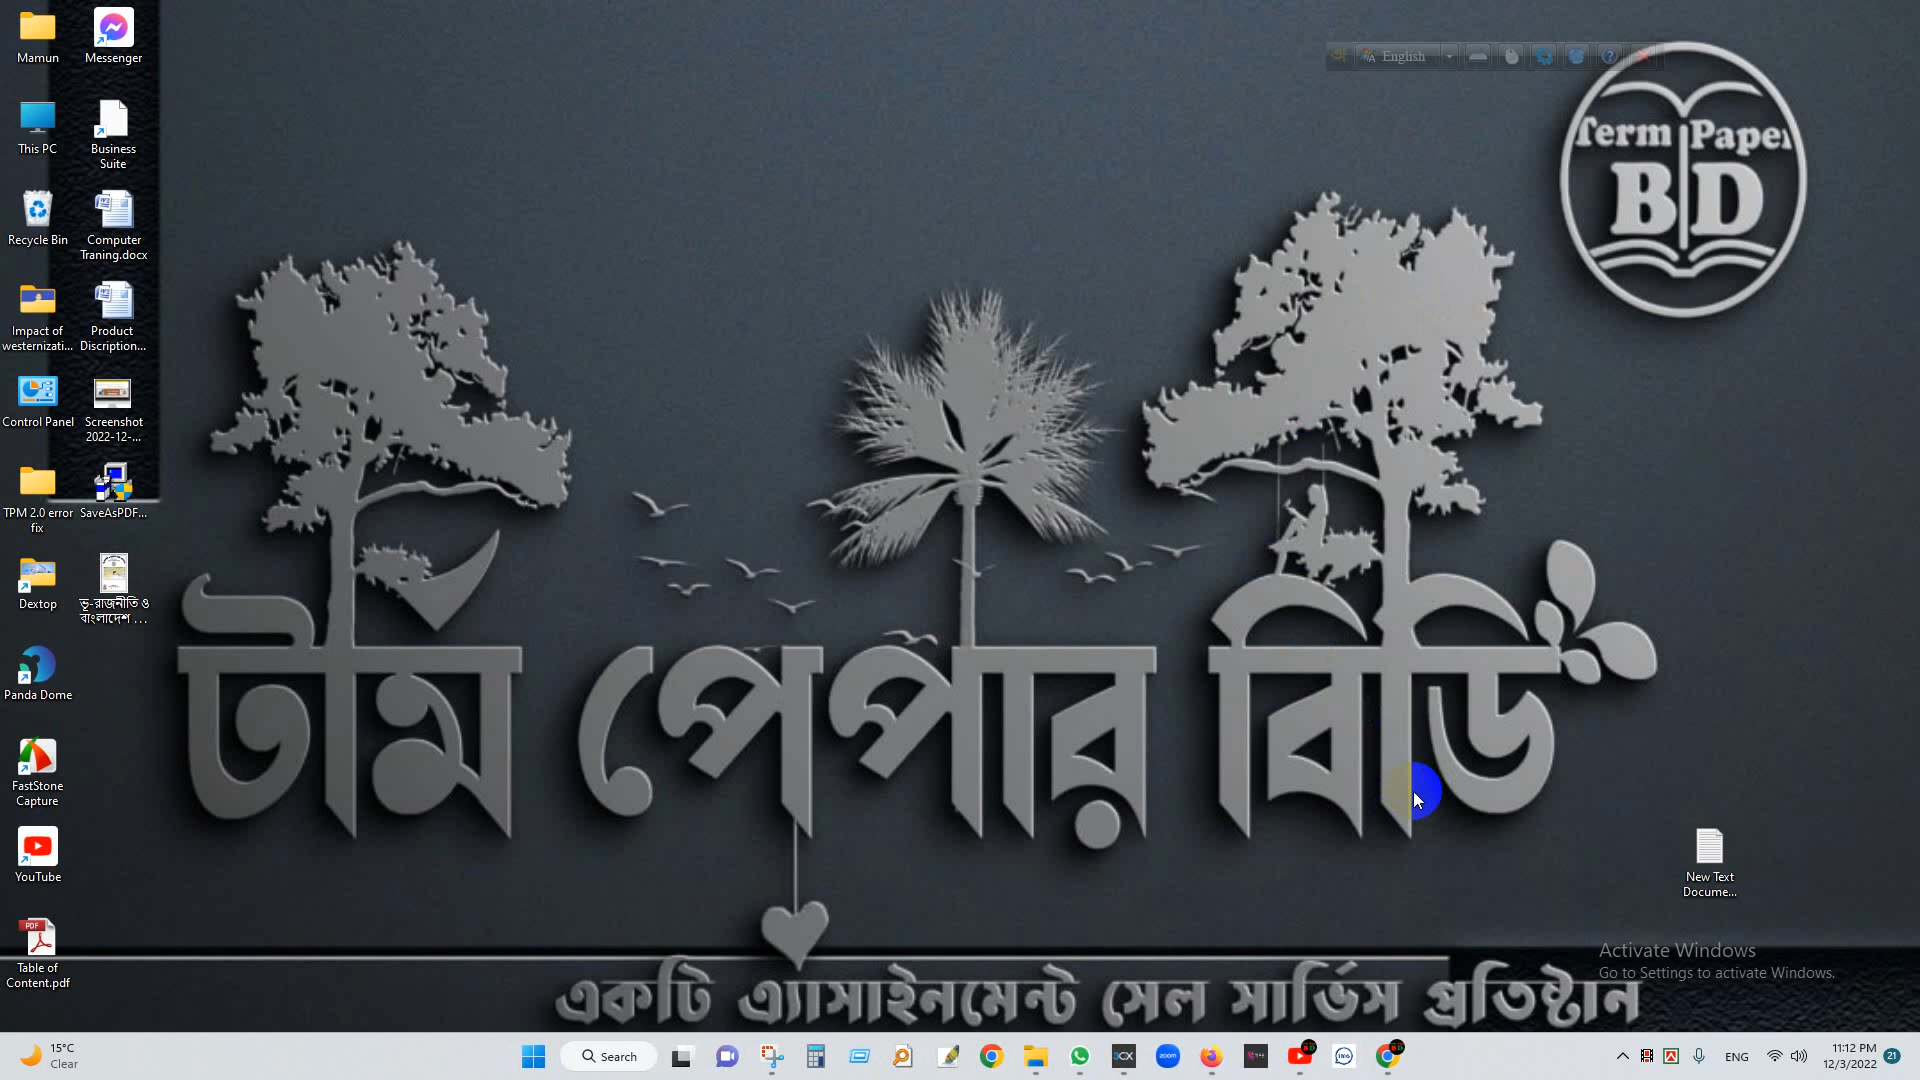 Mamun
Messenger
This PC
Business
Suite
Recycle Bin
Computer
Traning.docx
Impact of
westernizati...
Product
Discription...
Control Panel
Screenshot
2022-12-...
TPM 2.0 error
fix
SaveAsPDF...
Dextop
ভূ-রাজনীতি ও
বাংলাদেশ ...
Panda Dome
FastStone
Capture
YouTube
Table of
Content.pdf
English
Term Paper
BD
টার্ম পেপার বিডি
New Text
Docume...
Activate Windows
Go to Settings to activate Windows.
একটি এ্যাসাইনমেন্ট সেল সার্ভিস প্রতিষ্টান
15°C
Clear
Search
3CX
zoom
ENG
11:12 PM
12/3/2022
21